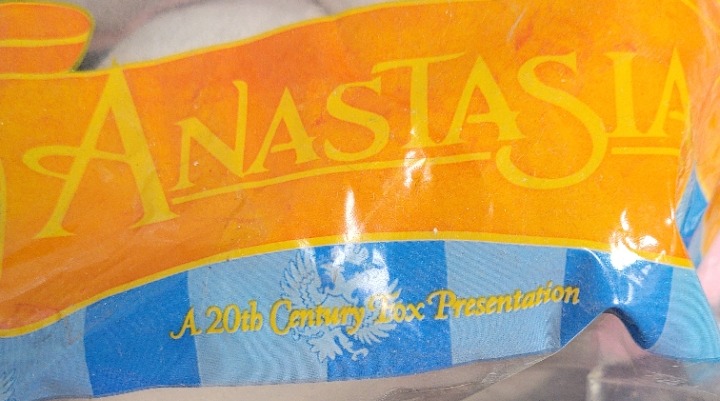 ANASTASIA
A 20th Century Fox Presentation